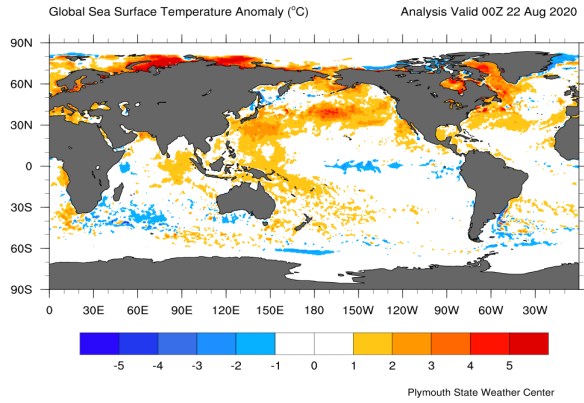 Global Sea Surface Temperature Anomaly (°C) Analysis Valid 00Z 22 Aug 2020
90N
60N
30N
0
30S
60S
90S
0 30E 60E 90E 120E 150E 180 150W 120W 90W 60W 30W
-5 -4 -3 -2 -1 0 1 2 3 4 5
Plymouth State Weather Center